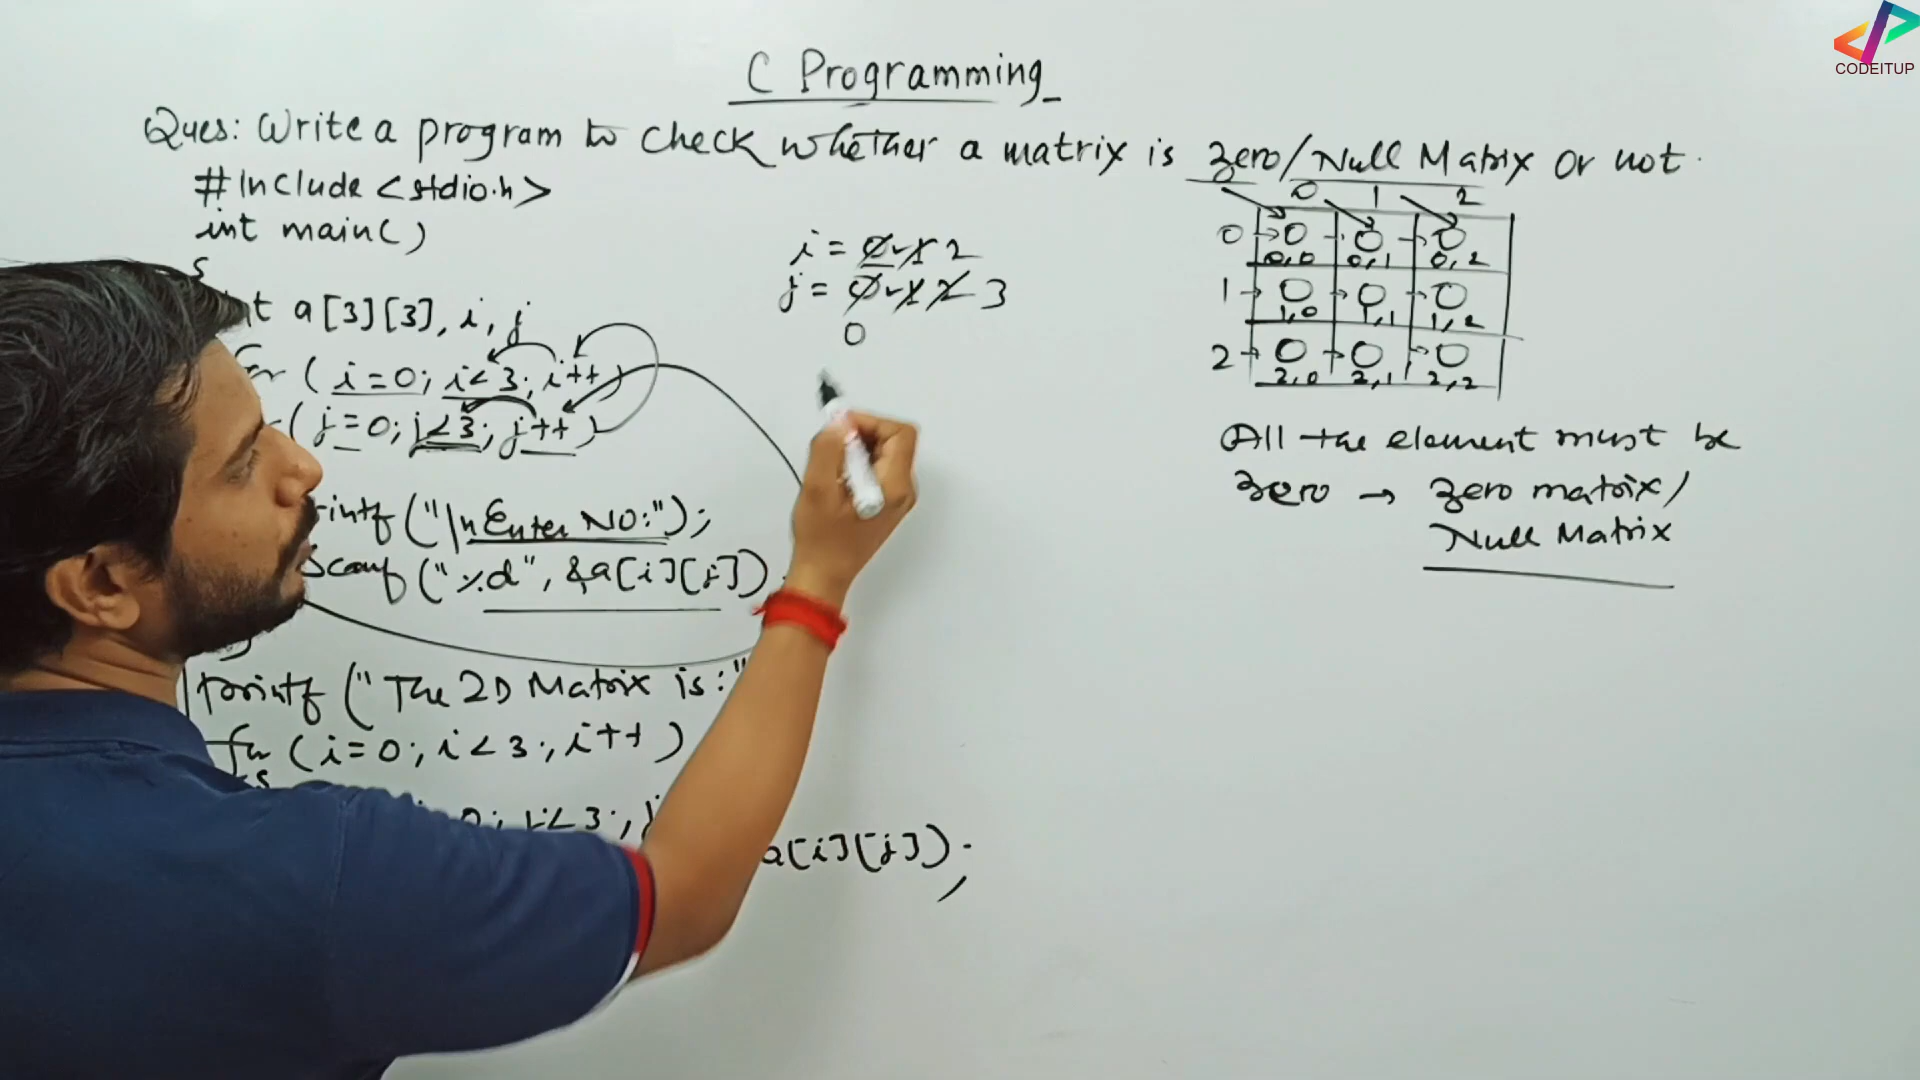 CODEITUP
C Programming
Ques: Write a program to check whether a matrix is zero/Null Matrix or not.
#include <stdio.h>
int main()
a[3][3], i, j
(i=0; i<3; i++)
(j=0; j<3; j++)
intf ("\nEnter No:");
Scanf ("%d", &a[i][j])
printf ("The 2D Matrix is:"
for (i=0; i<3; i++)
0; j<3; j
a[i][j]);
i = 0 1 2
j = 0 1 2 3
0
0 1 2
0 0 0 0
0,0 0,1 0,2
1 0 0 0
1,0 1,1 1,2
2 0 0 0
2,0 2,1 2,2
All the element must be
zero → zero matrix/
Null Matrix